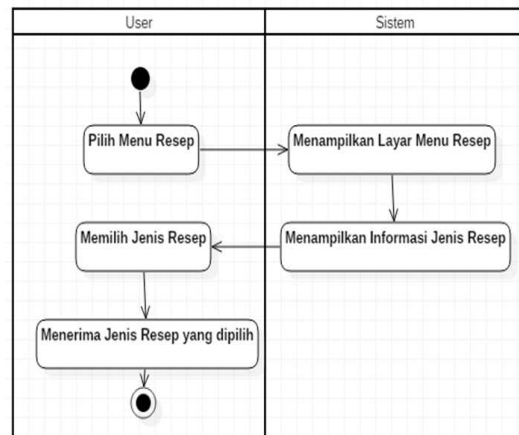 User
Sistem
Pilih Menu Resep
Menampilkan Layar Menu Resep
Memilih Jenis Resep
Menampilkan Informasi Jenis Resep
Menerima Jenis Resep yang dipilih